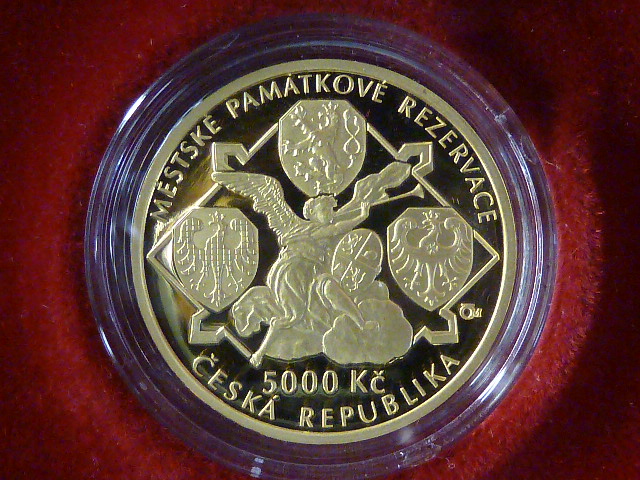 MĚSTSKÉ PAMÁTKOVÉ REZERVACE
5000 Kč
ČESKÁ REPUBLIKA